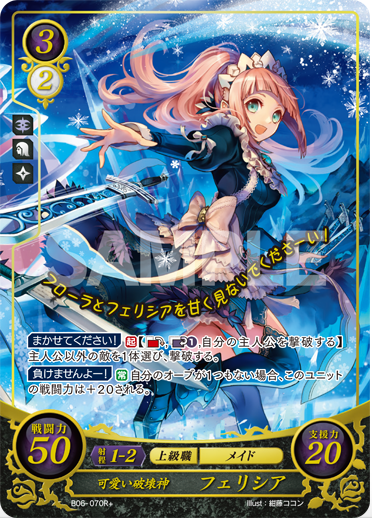 3
2
SAMPLE
フローラとフェリシアを甘く見ないでくださーい！
まかせてください！ 起【 , 1,自分の主人公を撃破する】
主人公以外の敵を1体選び、撃破する。
負けませんよー！ 常 自分のオーブが1つもない場合、このユニット
の戦闘力は＋20される。
戦闘力
50
射程 1-2 上級職 メイド
支援力
20
可愛い破壊神 フェリシア
B06-070R+ Illust：紺藤ココン